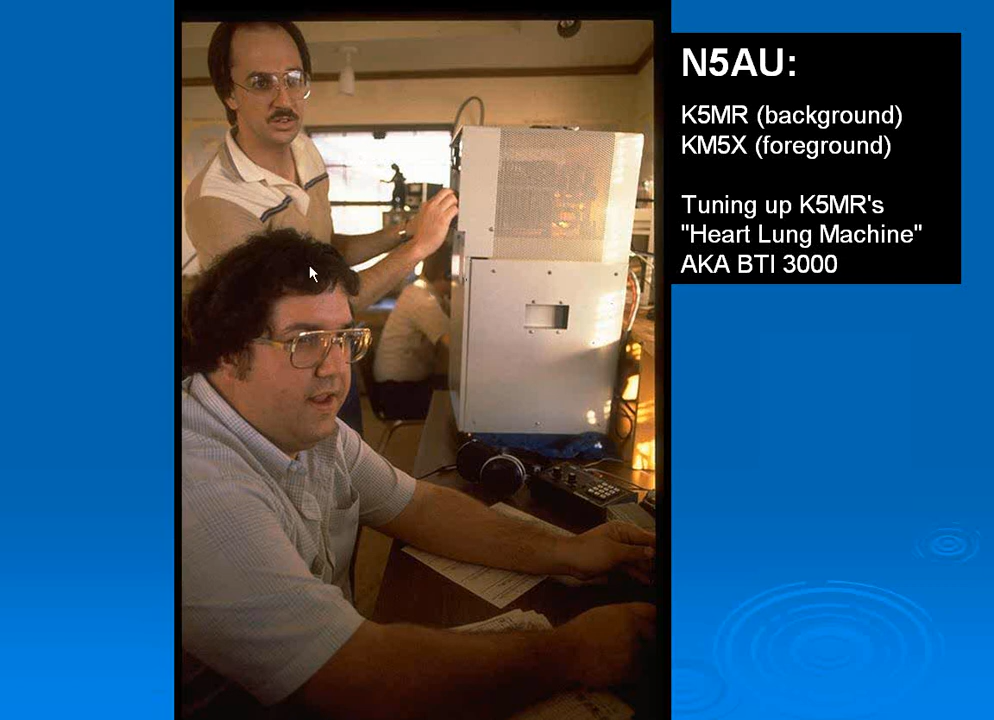 N5AU:
K5MR (background)
KM5X (foreground)
Tuning up K5MR's
"Heart Lung Machine"
AKA BTI 3000